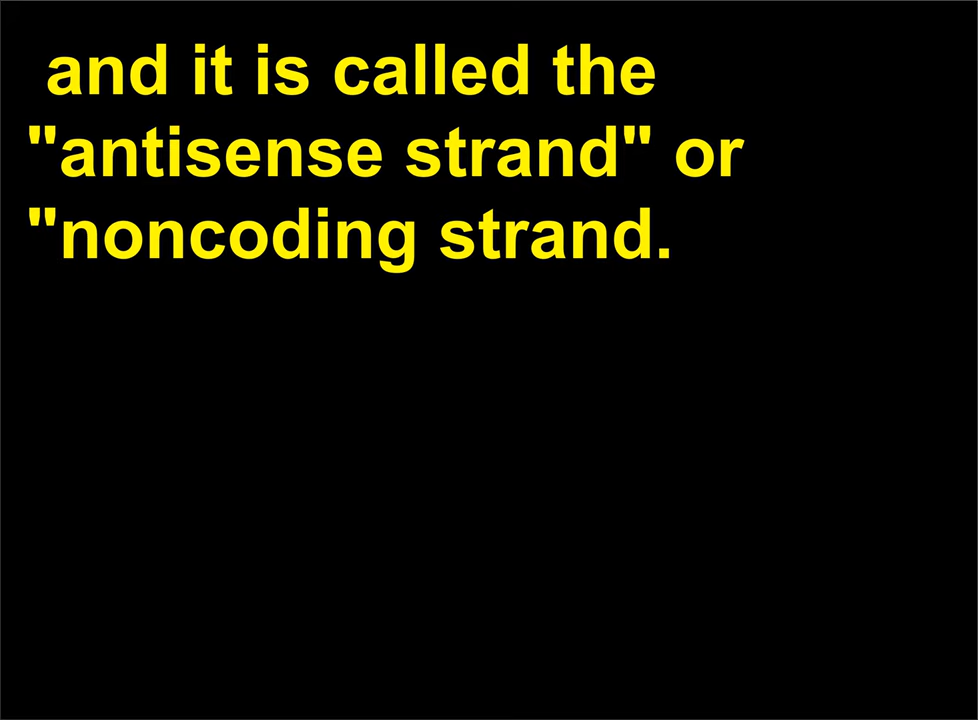 and it is called the
"antisense strand" or
"noncoding strand.